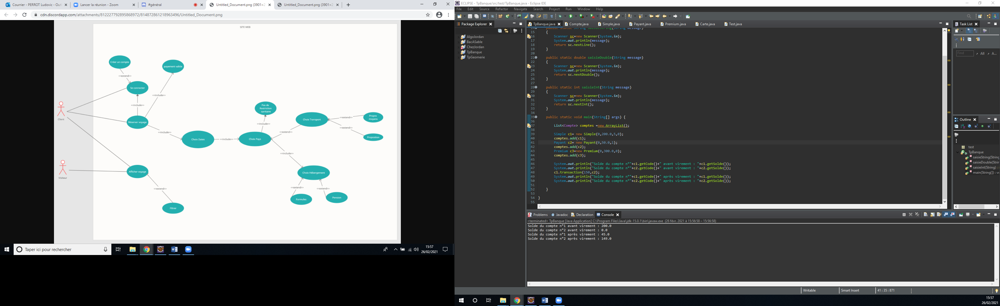 Courrier - PERROT Ludovic - Outl
Lancer la réunion - Zoom
#général
Untitled_Document.png (3901×2
Untitled_Document.png (3901×2
cdn.discordapp.com/attachments/812227792895868972/814872861218963496/Untitled_Document.png
SITE WEB
Créer un compte
payement valide
<<extend>>
Se connecter
<<include>>
<<include>>
Client
Réserver voyage
<<include>>
Choix Dates
<<include>>
Choix Pays
Pas de
Restriction
sanitaire
<<include>>
<<extend>>
Choix Transport
<<extend>>
Propre
moyens
<<extend>>
Propostion
<<include>>
Choix Hébergement
<<extend>>
<<extend>>
Formules
Pension
Visiteur
Afficher voyage
<<extend>>
Filtrer
Taper ici pour rechercher
15:57
26/02/2021
ECLIPSE - TpBanque/src/test/TpBanque.java - Eclipse IDE
File Edit Source Refactor Navigate Search Project Run Window Help
Package Explorer
AlgoJordan
BacASable
ChezJordan
TpBanque
TpGeomerie
TpBanque.java Compte.java Simple.java Payant.java Premium.java Carte.java Test.java
14 public static String saisieString(String message)
15 {
16 Scanner sc=new Scanner(System.in);
17 System.out.println(message);
18 return sc.nextLine();
19 }
20
21 public static double saisieDouble(String message)
22 {
23 Scanner sc=new Scanner(System.in);
24 System.out.println(message);
25 return sc.nextDouble();
26 }
27
28 public static int saisieInt(String message)
29 {
30 Scanner sc=new Scanner(System.in);
31 System.out.println(message);
32 return sc.nextInt();
33 }
34
35 public static void main(String[] args) {
36
37 List<Compte> comptes =new ArrayList();
38
39 Simple c1= new Simple(0,200.0,5,0);
40 comptes.add(c1);
41 Payant c2= new Payant(0,50.0,1);
42 comptes.add(c2);
43 Premium c3=new Premium(0,300.0,0);
44 comptes.add(c3);
45
46 System.out.println("Solde du compte n°"+c1.getCode()+" avant virement : "+c1.getSolde());
47 System.out.println("Solde du compte n°"+c2.getCode()+" avant virement : "+c2.getSolde());
48 c1.transaction(150,c2);
49 System.out.println("Solde du compte n°"+c1.getCode()+" après virement : "+c1.getSolde());
50 System.out.println("Solde du compte n°"+c2.getCode()+" après virement : "+c2.getSolde());
51
52 }
53
54 }
55
Task List
Find
All
A...
Outline
test
TpBanque
saisieString(String
saisieDouble(Strin
saisieInt(String) : i
main(String[]) : vo
Problems Javadoc Declaration Console
<terminated> TpBanque [Java Application] C:\Program Files\Java\jdk-15.0.1\bin\javaw.exe (26 févr. 2021 à 15:56:58 – 15:56:58)
Solde du compte n°1 avant virement : 200.0
Solde du compte n°2 avant virement : 0.0
Solde du compte n°1 après virement : 45.0
Solde du compte n°2 après virement : 149.0
Writable
Smart Insert
41 : 35 : 871
15:57
26/02/2021